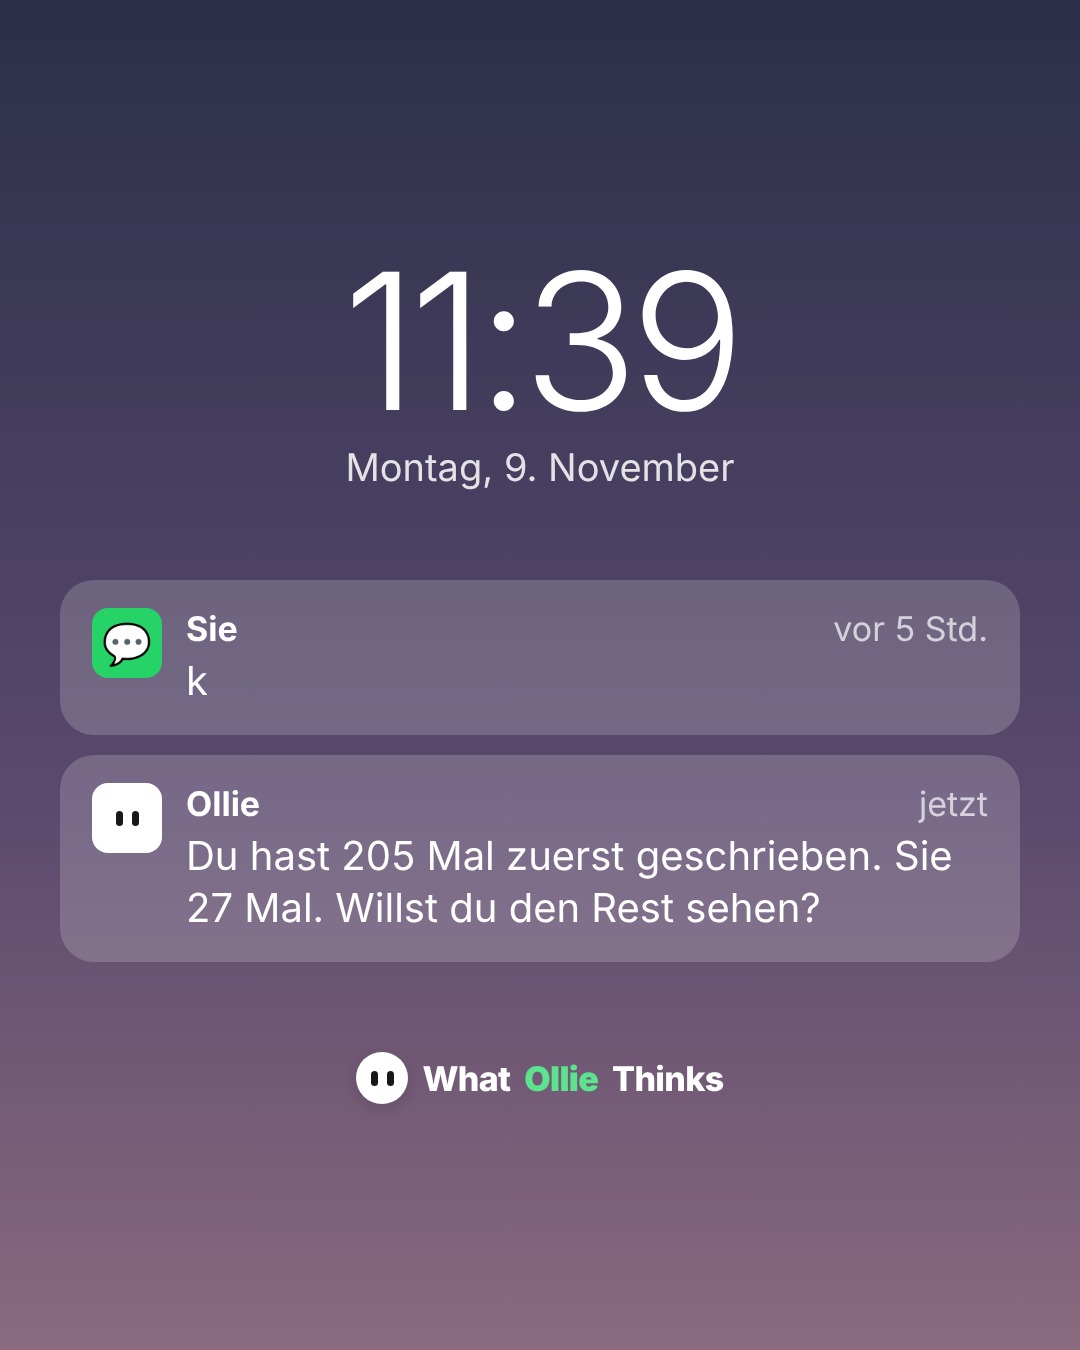 11:39
Montag, 9. November
Sie
vor 5 Std.
k
Ollie
jetzt
Du hast 205 Mal zuerst geschrieben. Sie
27 Mal. Willst du den Rest sehen?
What Ollie Thinks